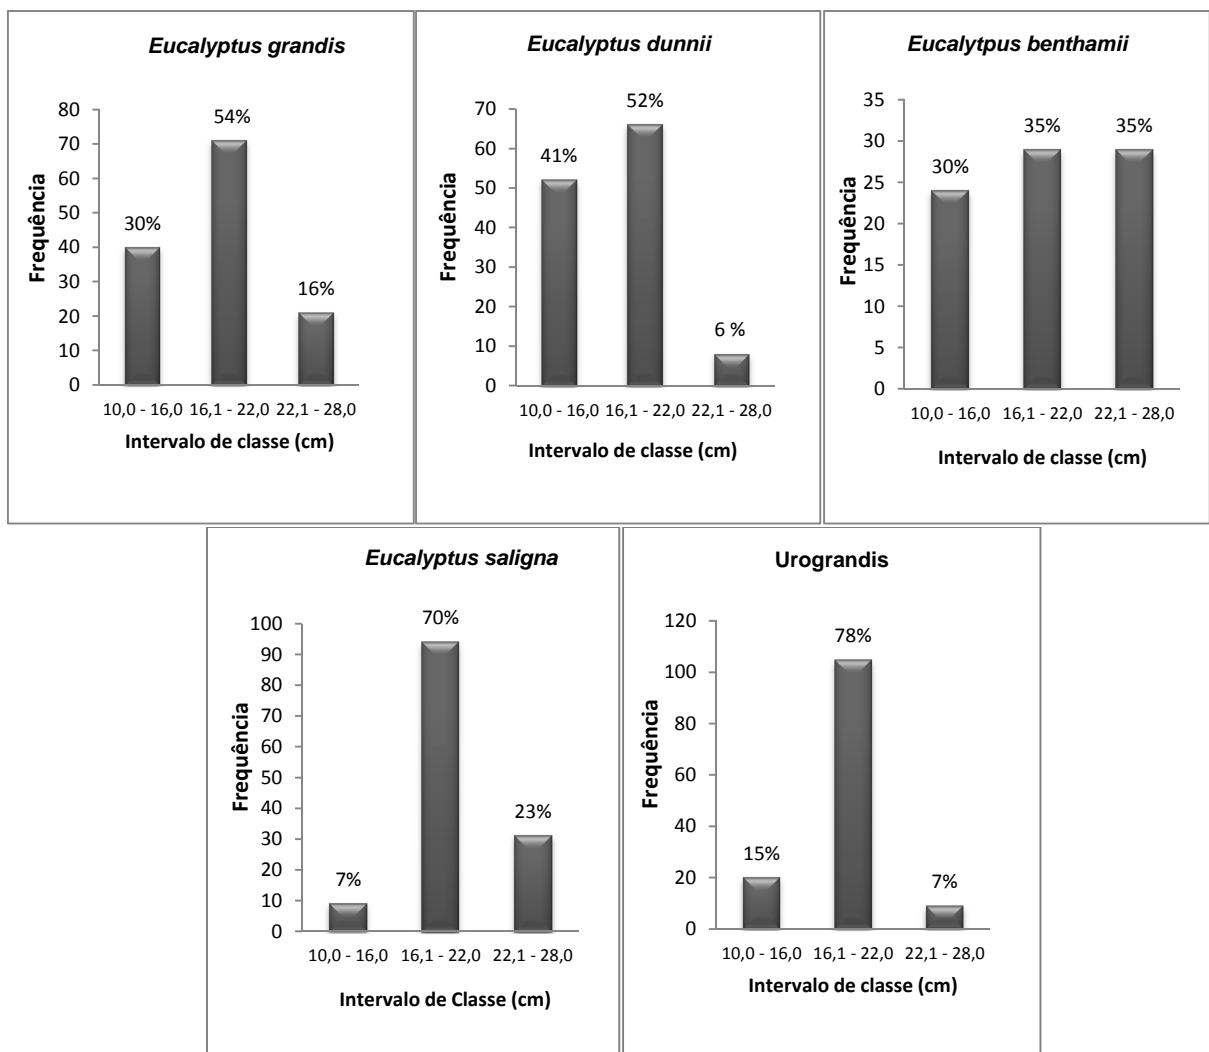 Eucalyptus grandis
Frequência
80
70
60
50
40
30
20
10
0
30%
54%
16%
10,0 - 16,0 16,1 - 22,0 22,1 - 28,0
Intervalo de classe (cm)
Eucalyptus dunnii
Frequência
70
60
50
40
30
20
10
0
41%
52%
6 %
10,0 - 16,0 16,1 - 22,0 22,1 - 28,0
Intervalo de classe (cm)
Eucalytpus benthamii
Frequência
35
30
25
20
15
10
5
0
30%
35%
35%
10,0 - 16,0 16,1 - 22,0 22,1 - 28,0
Intervalo de classe (cm)
Eucalyptus saligna
Frequência
100
90
80
70
60
50
40
30
20
10
0
7%
70%
23%
10,0 - 16,0 16,1 - 22,0 22,1 - 28,0
Intervalo de Classe (cm)
Urograndis
Frequência
120
100
80
60
40
20
0
15%
78%
7%
10,0 - 16,0 16,1 - 22,0 22,1 - 28,0
Intervalo de classe (cm)